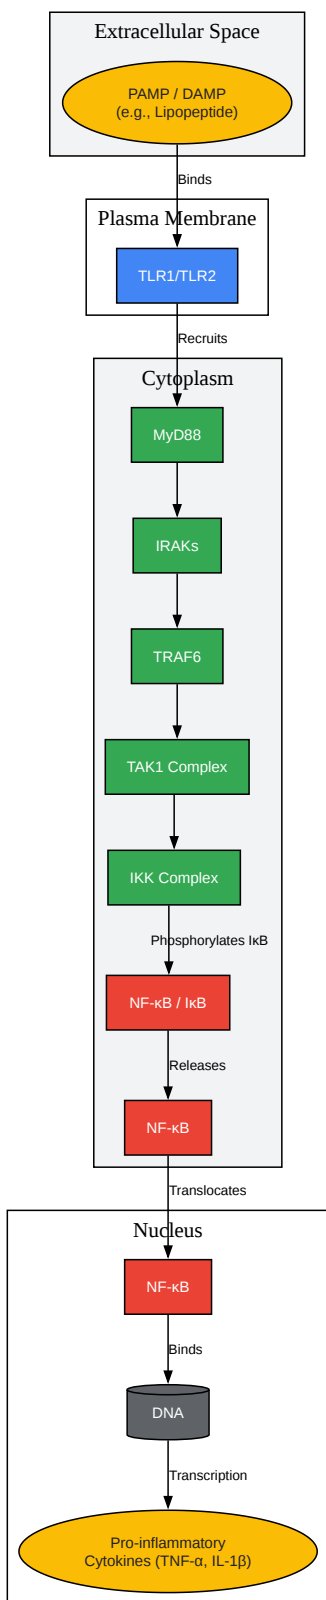 Extracellular Space
PAMP / DAMP
(e.g., Lipopeptide)
Binds
Plasma Membrane
TLR1/TLR2
Recruits
Cytoplasm
MyD88
IRAKs
TRAF6
TAK1 Complex
IKK Complex
Phosphorylates IκB
NF-κB / IκB
Releases
NF-κB
Translocates
Nucleus
NF-κB
Binds
DNA
Transcription
Pro-inflammatory
Cytokines (TNF-α, IL-1β)